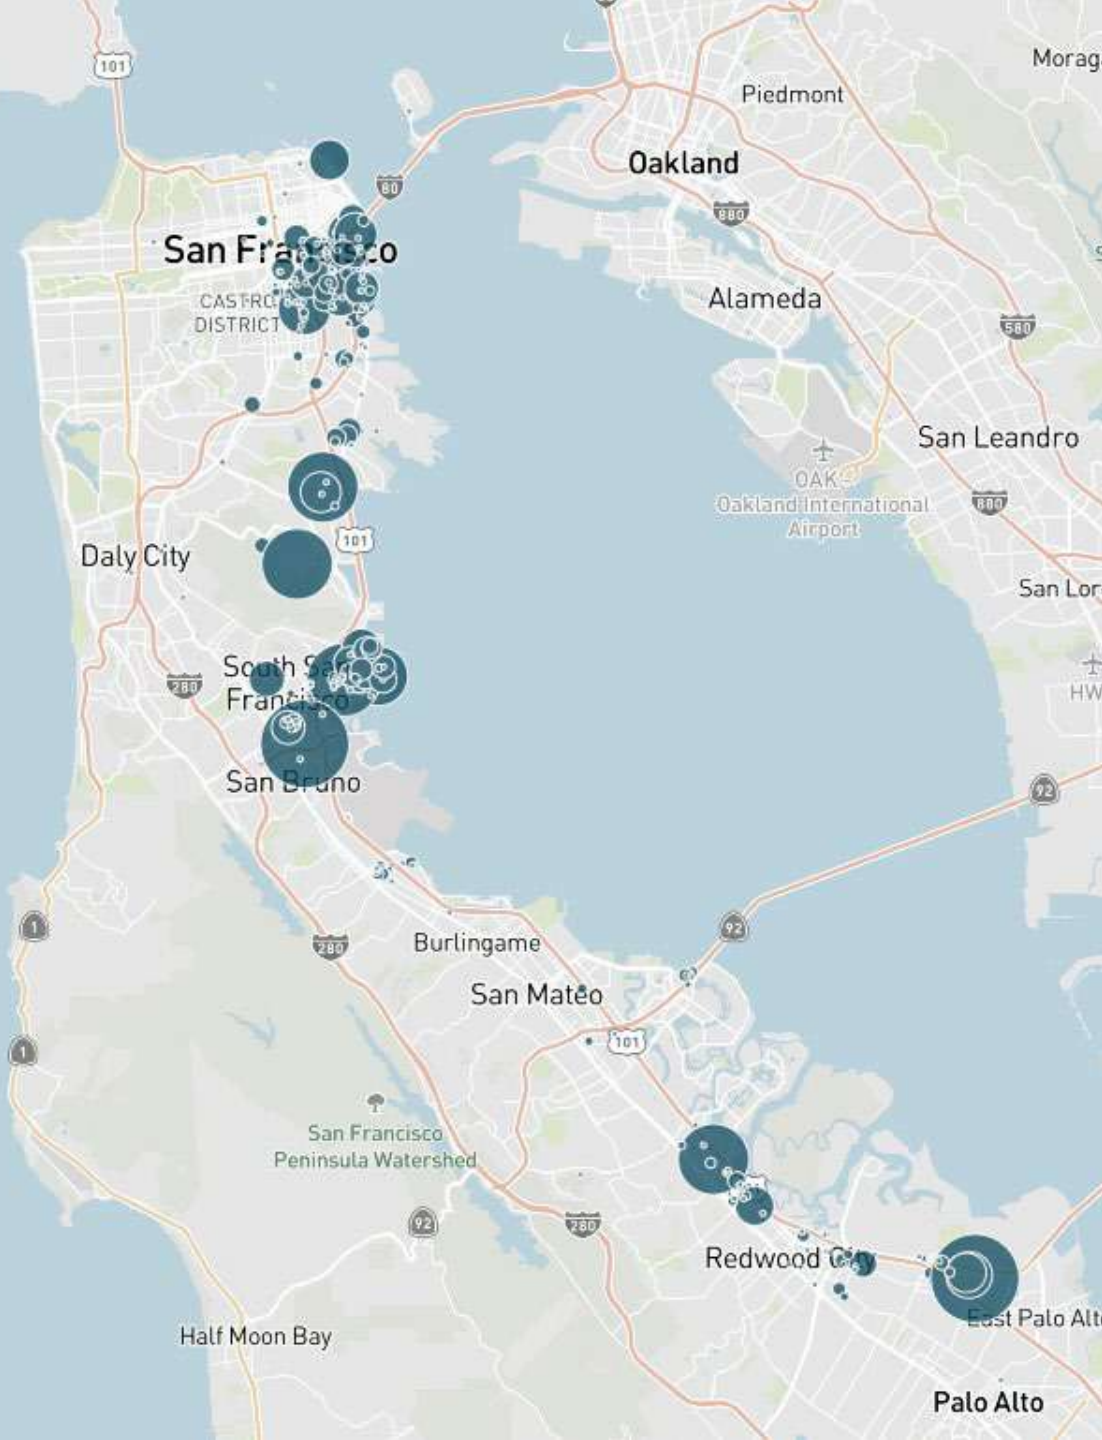 101
Morag
Piedmont
Oakland
80
880
San Francisco
CASTRO
DISTRICT
Alameda
580
San Leandro
OAK -
Oakland International
Airport
880
101
Daly City
San Lor
South San
Francisco
280
HW
San Bruno
92
1
280
Burlingame
92
San Mateo
101
1
San Francisco
Peninsula Watershed
92
280
Redwood City
East Palo Alto
Half Moon Bay
Palo Alto